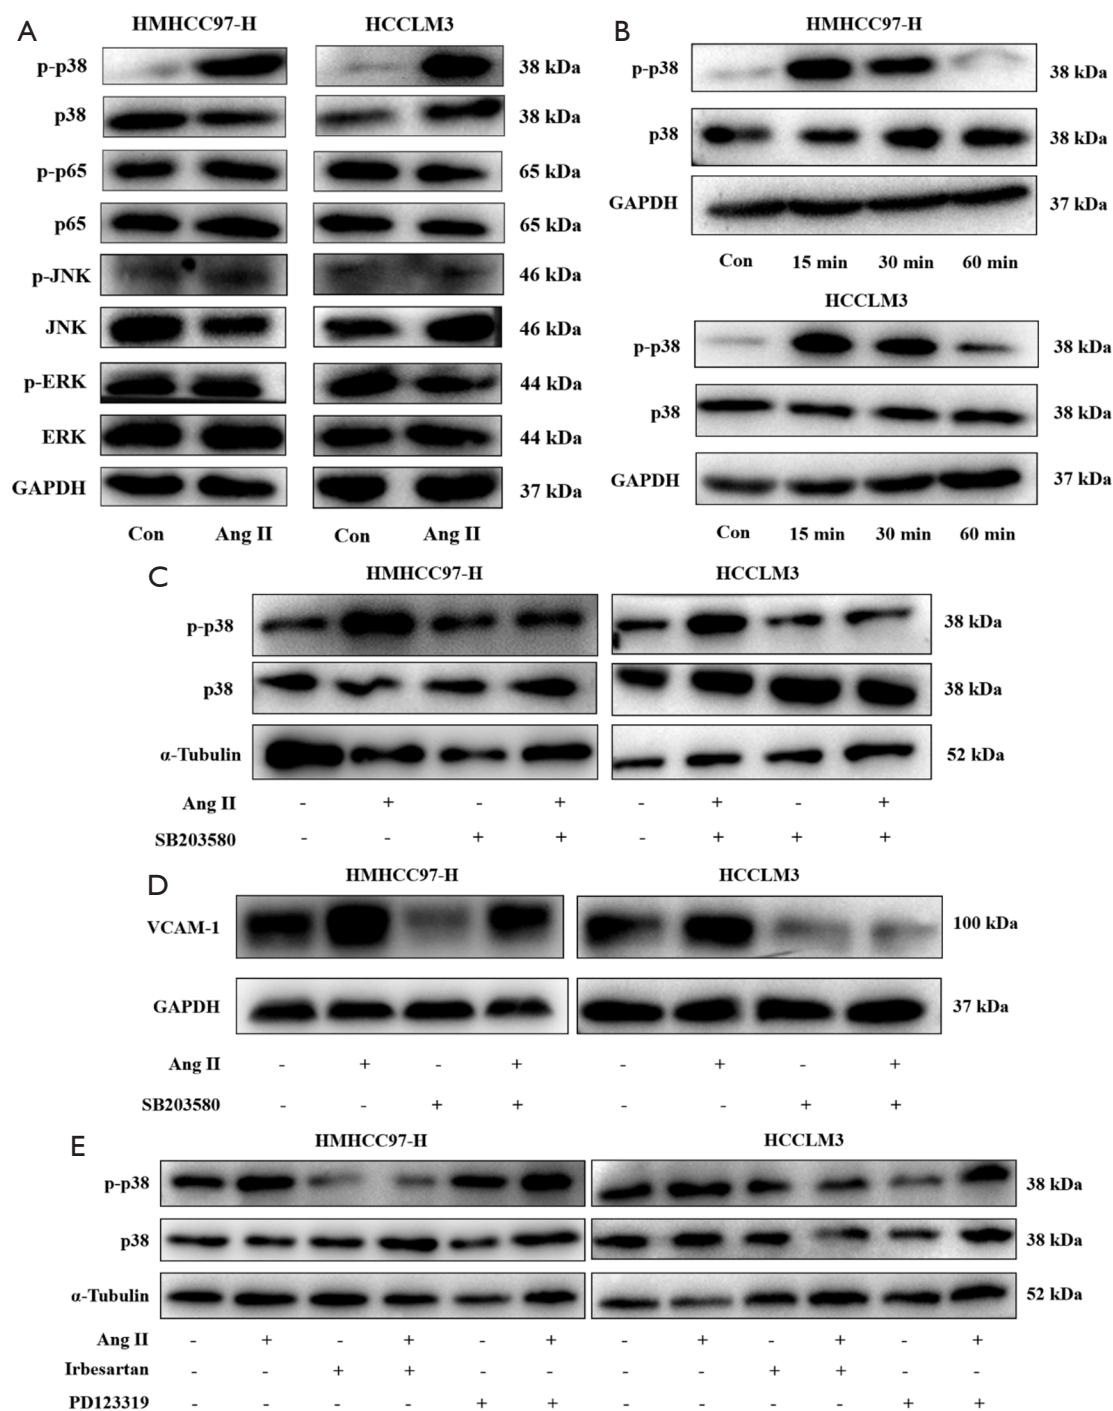 A
HMHCC97-H HCCLM3
p-p38 38 kDa
p38 38 kDa
p-p65 65 kDa
p65 65 kDa
p-JNK 46 kDa
JNK 46 kDa
p-ERK 44 kDa
ERK 44 kDa
GAPDH 37 kDa
Con Ang II Con Ang II
B
HMHCC97-H
p-p38 38 kDa
p38 38 kDa
GAPDH 37 kDa
Con 15 min 30 min 60 min
HCCLM3
p-p38 38 kDa
p38 38 kDa
GAPDH 37 kDa
Con 15 min 30 min 60 min
C
HMHCC97-H HCCLM3
p-p38 38 kDa
p38 38 kDa
α-Tubulin 52 kDa
Ang II - + - + - + - +
SB203580 - - + + - + + +
D
HMHCC97-H HCCLM3
VCAM-1 100 kDa
GAPDH 37 kDa
Ang II - + - + - + - +
SB203580 - - + + - - + +
E
HMHCC97-H HCCLM3
p-p38 38 kDa
p38 38 kDa
α-Tubulin 52 kDa
Ang II - + - + - + - + - + - +
Irbesartan - - + + - - - - + + - -
PD123319 - - - - + + - - - - + +